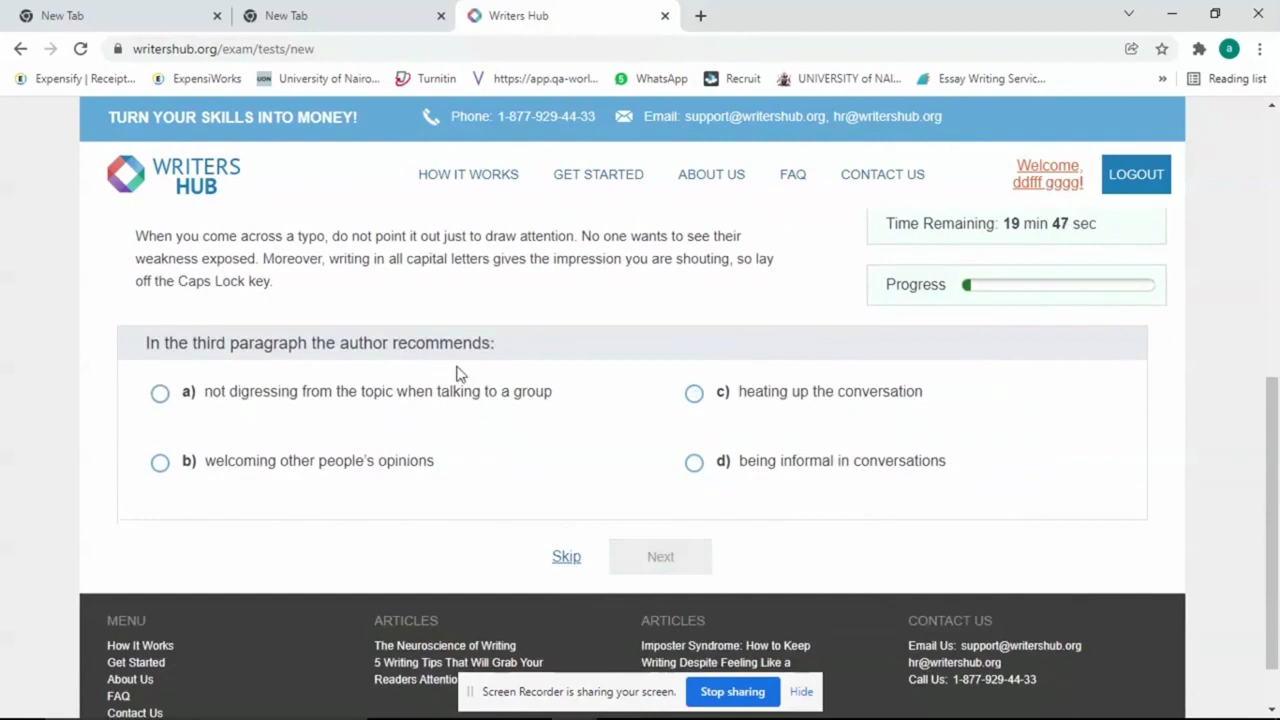 New Tab
New Tab
Writers Hub
writershub.org/exam/tests/new
a
Expensify | Receipt...
ExpensiWorks
University of Nairo...
Turnitin
https://app.qa-worl...
WhatsApp
Recruit
UNIVERSITY OF NAI...
Essay Writing Servic...
»
Reading list
TURN YOUR SKILLS INTO MONEY!
Phone: 1-877-929-44-33
Email: support@writershub.org, hr@writershub.org
WRITERS
HUB
HOW IT WORKS
GET STARTED
ABOUT US
FAQ
CONTACT US
Welcome,
ddfff gggg!
LOGOUT
Time Remaining: 19 min 47 sec
When you come across a typo, do not point it out just to draw attention. No one wants to see their
weakness exposed. Moreover, writing in all capital letters gives the impression you are shouting, so lay
off the Caps Lock key.
Progress
In the third paragraph the author recommends:
a) not digressing from the topic when talking to a group
c) heating up the conversation
b) welcoming other people's opinions
d) being informal in conversations
Skip
Next
MENU
How It Works
Get Started
About Us
FAQ
Contact Us
ARTICLES
The Neuroscience of Writing
5 Writing Tips That Will Grab Your
Readers Attentio
ARTICLES
Imposter Syndrome: How to Keep
Writing Despite Feeling Like a
CONTACT US
Email Us: support@writershub.org
hr@writershub.org
Call Us: 1-877-929-44-33
Screen Recorder is sharing your screen.
Stop sharing
Hide